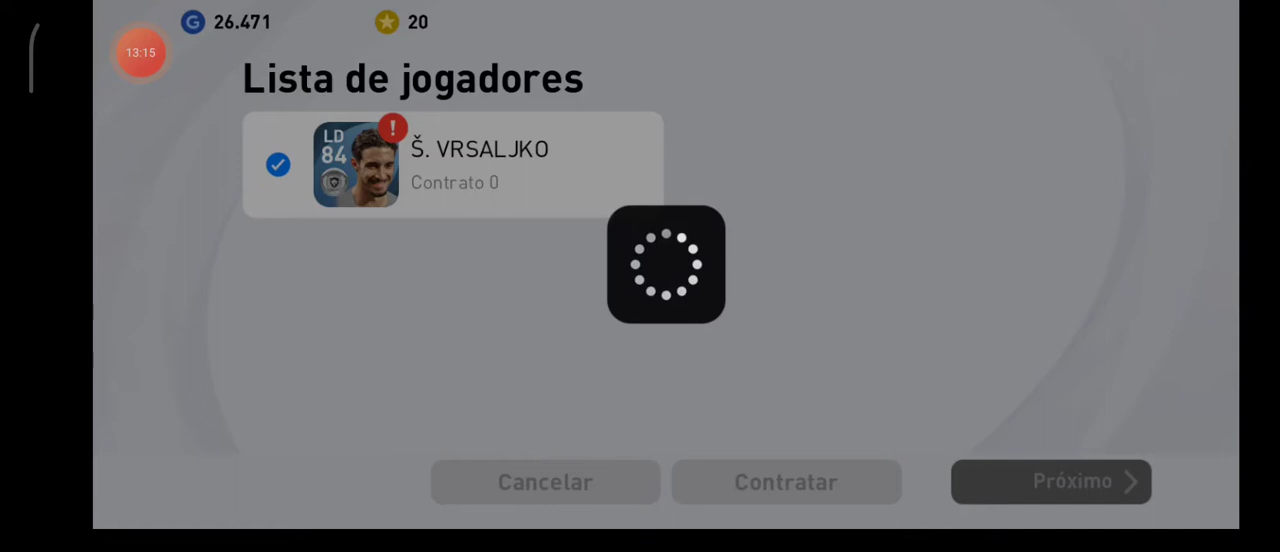 G 26.471 20
13:15
Lista de jogadores
LD
84
!
Š. VRSALJKO
Contrato 0
Cancelar
Contratar
Próximo